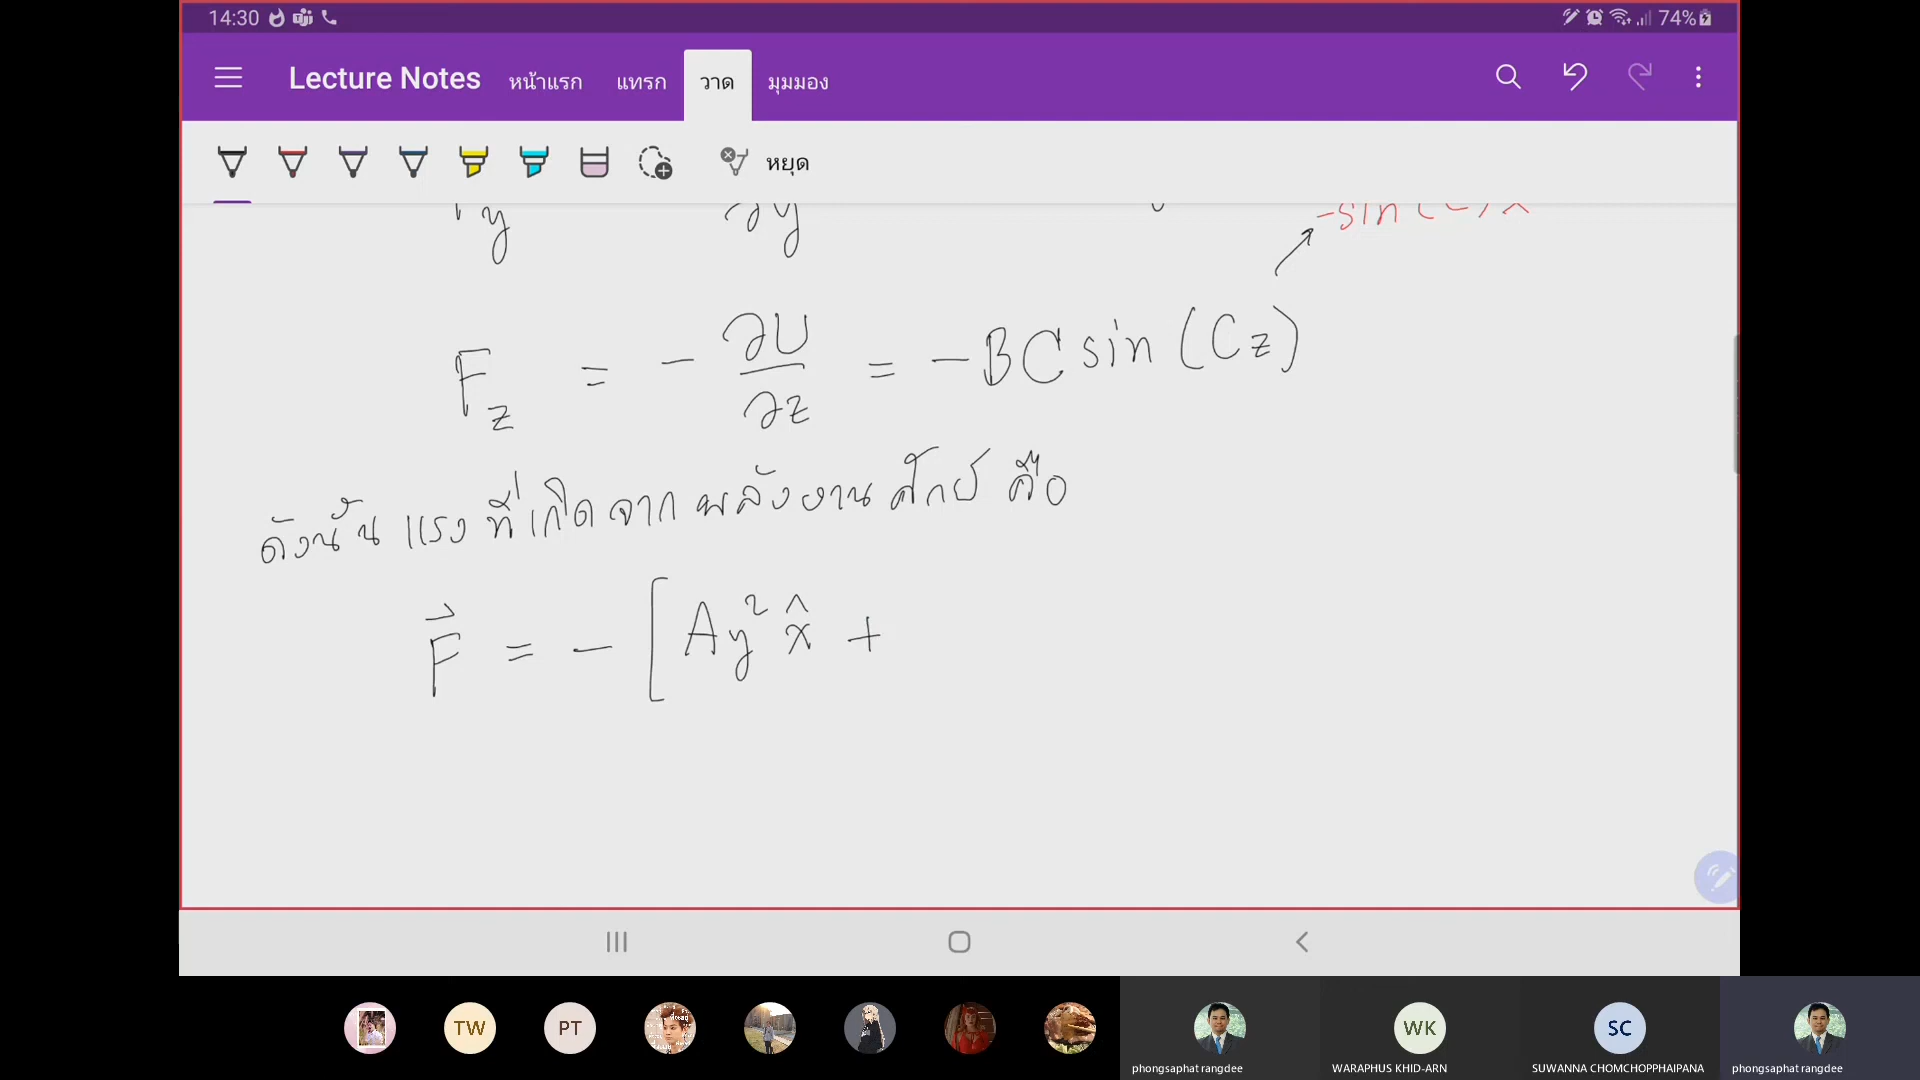 14:30 74%
Lecture Notes หน้าแรก แทรก วาด มุมมอง
หยุด
y ∂y -sin(
F_z = - ∂U/∂z = -BC sin(Cz)
ดังนั้น แรง ที่เกิดจาก พลังงานศักย์ คือ
F⃗ = - [Ay² x̂ +
TW PT WK SC
phongsaphat rangdee WARAPHUS KHID-ARN SUWANNA CHOMCHOPPHAIPANA phongsaphat rangdee